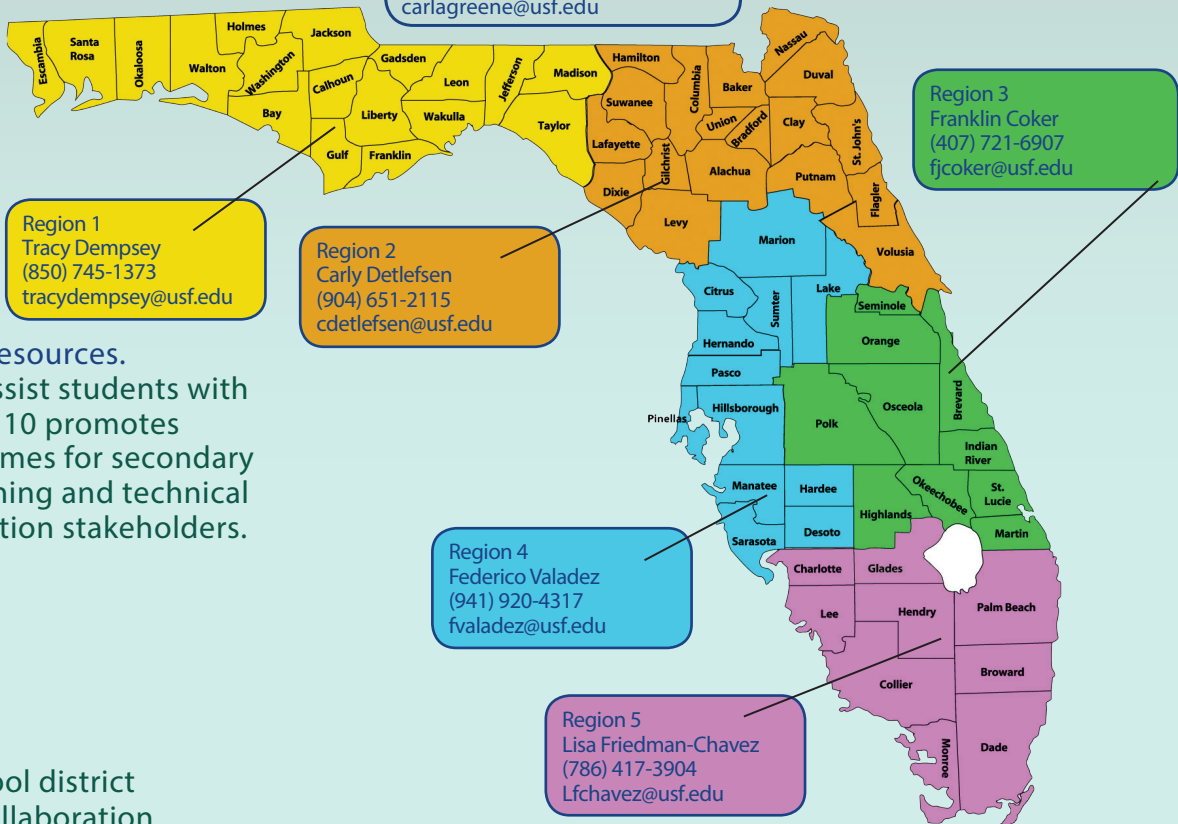 carlagreene@usf.edu
Escambia
Santa
Rosa
Okaloosa
Walton
Holmes
Washington
Jackson
Bay
Calhoun
Gulf
Liberty
Franklin
Gadsden
Wakulla
Leon
Jefferson
Madison
Taylor
Hamilton
Suwanee
Lafayette
Dixie
Gilchrist
Columbia
Baker
Union
Bradford
Alachua
Levy
Nassau
Duval
Clay
St. John's
Putnam
Flagler
Volusia
Marion
Citrus
Sumter
Lake
Hernando
Pasco
Pinellas
Hillsborough
Manatee
Hardee
Sarasota
Desoto
Seminole
Orange
Brevard
Osceola
Polk
Indian
River
Okeechobee
St.
Lucie
Highlands
Martin
Charlotte
Glades
Lee
Hendry
Palm Beach
Collier
Broward
Monroe
Dade
Region 1
Tracy Dempsey
(850) 745-1373
tracydempsey@usf.edu
Region 2
Carly Detlefsen
(904) 651-2115
cdetlefsen@usf.edu
Region 3
Franklin Coker
(407) 721-6907
fjcoker@usf.edu
Region 4
Federico Valadez
(941) 920-4317
fvaladez@usf.edu
Region 5
Lisa Friedman-Chavez
(786) 417-3904
Lfchavez@usf.edu
esources.
ssist students with
10 promotes
mes for secondary
ning and technical
tion stakeholders.
ool district
llaboration